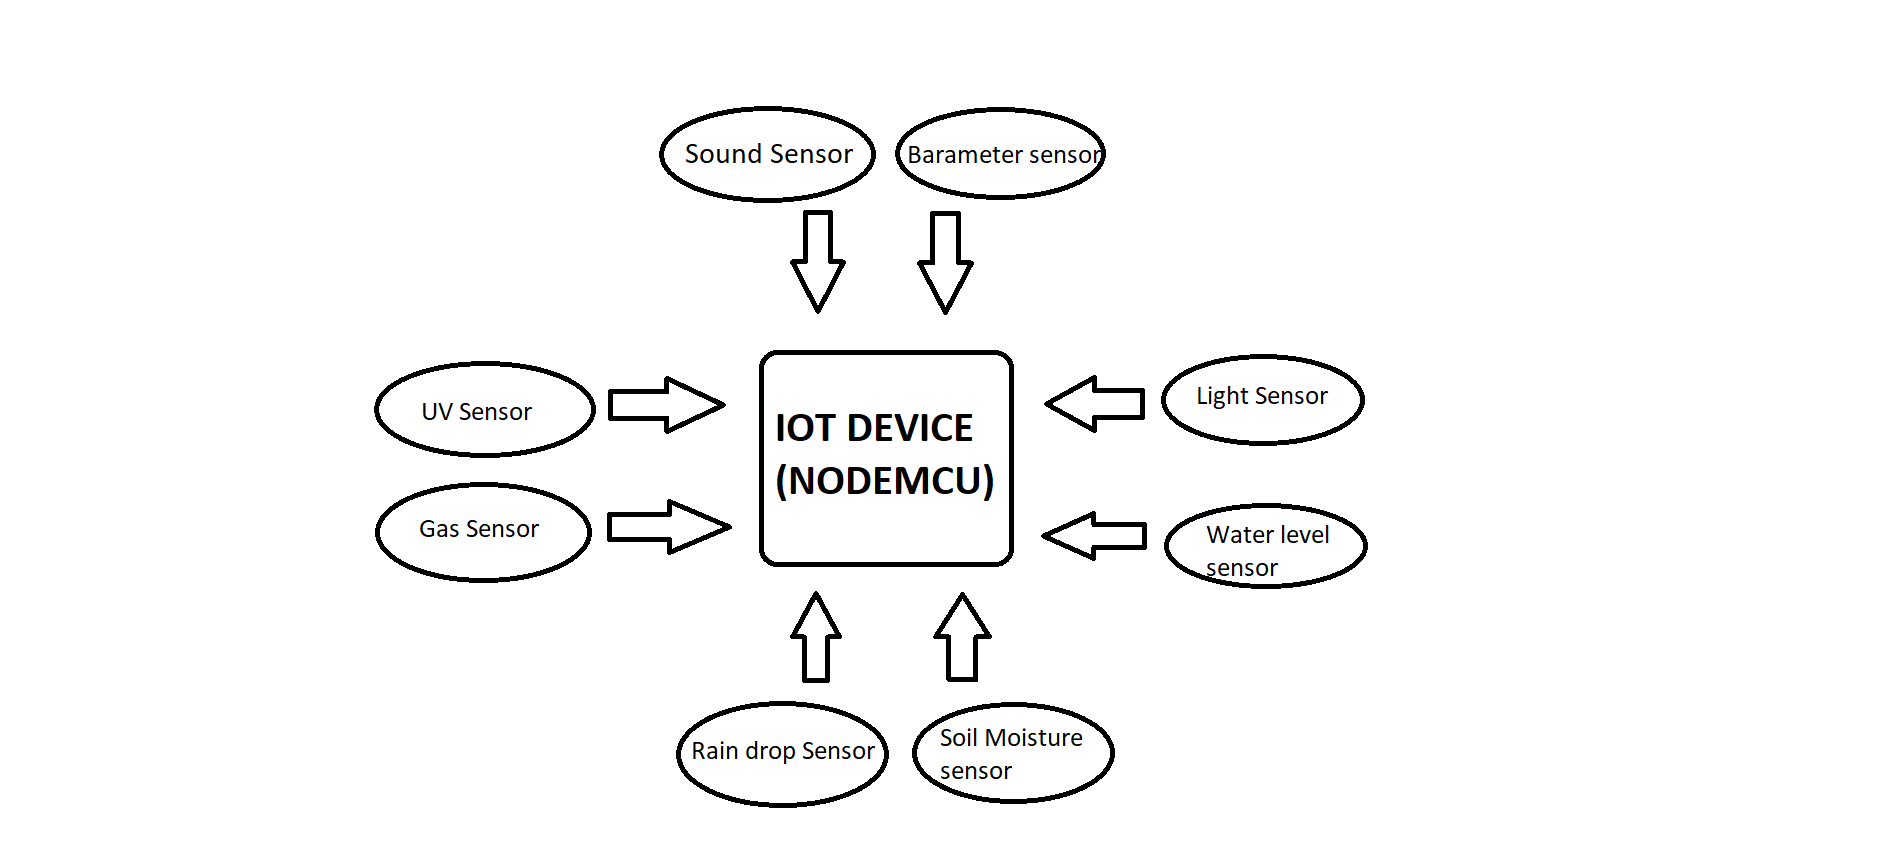 Sound Sensor
Barameter sensor
UV Sensor
IOT DEVICE
(NODEMCU)
Light Sensor
Gas Sensor
Water level
sensor
Rain drop Sensor
Soil Moisture
sensor